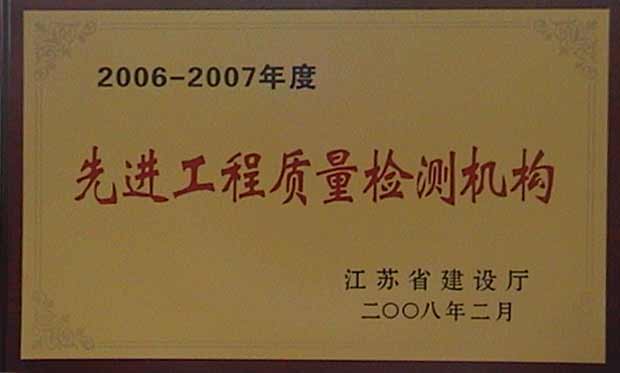 2006-2007年度
先进工程质量检测机构
江苏省建设厅
二〇〇八年二月